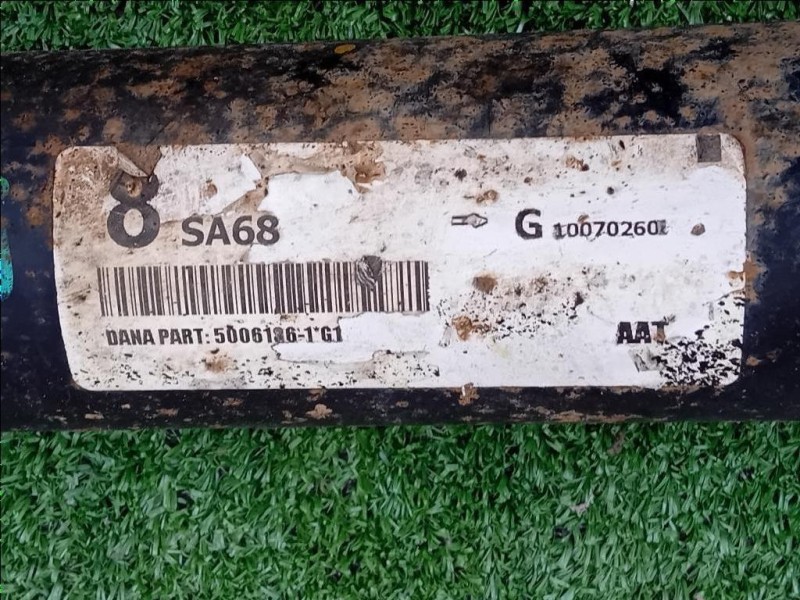 8 SA68 G 10070260
DANA PART: 5006186-1*G1 AAT